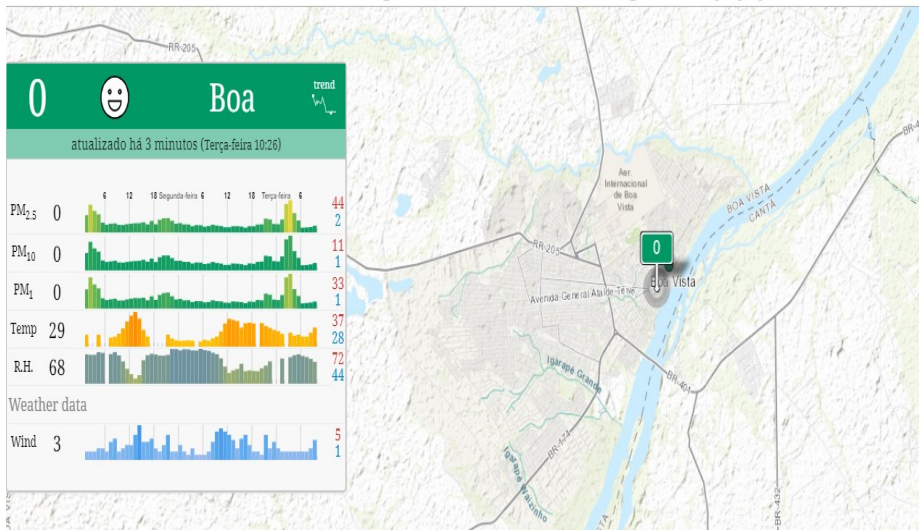 0 Boa trend
atualizado há 3 minutos (Terça-feira 10:26)
6 12 18 Segunda-feira 6 12 18 Terça-feira 6
PM2.5 0 44
2
PM10 0 11
1
PM1 0 33
1
Temp 29 37
28
R.H. 68 72
44
Weather data
Wind 3 5
1
RR-205
Aer.
Internacional
de Boa
Vista
BOA VISTA
CANTÁ
RR-205
0
Boa Vista
Avenida General Ataíde Teive
Igarapé Grande
BR-401
BR-174
Igarapé Waizinho
BR-432